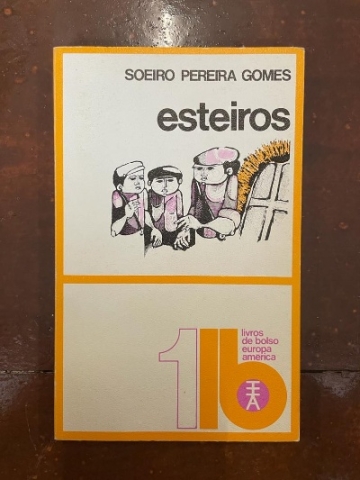 SOEIRO PEREIRA GOMES
esteiros
1
livros
de bolso
europa
américa